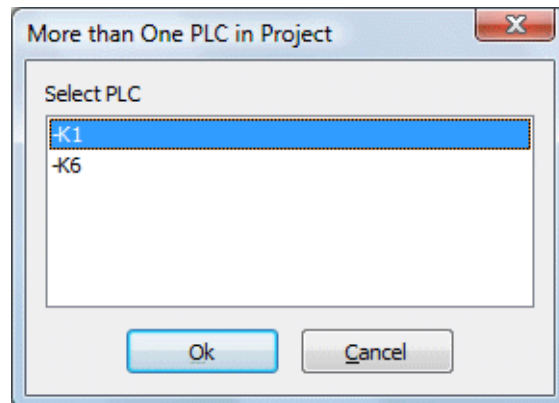 More than One PLC in Project
Select PLC
-K1
-K6
Ok
Cancel